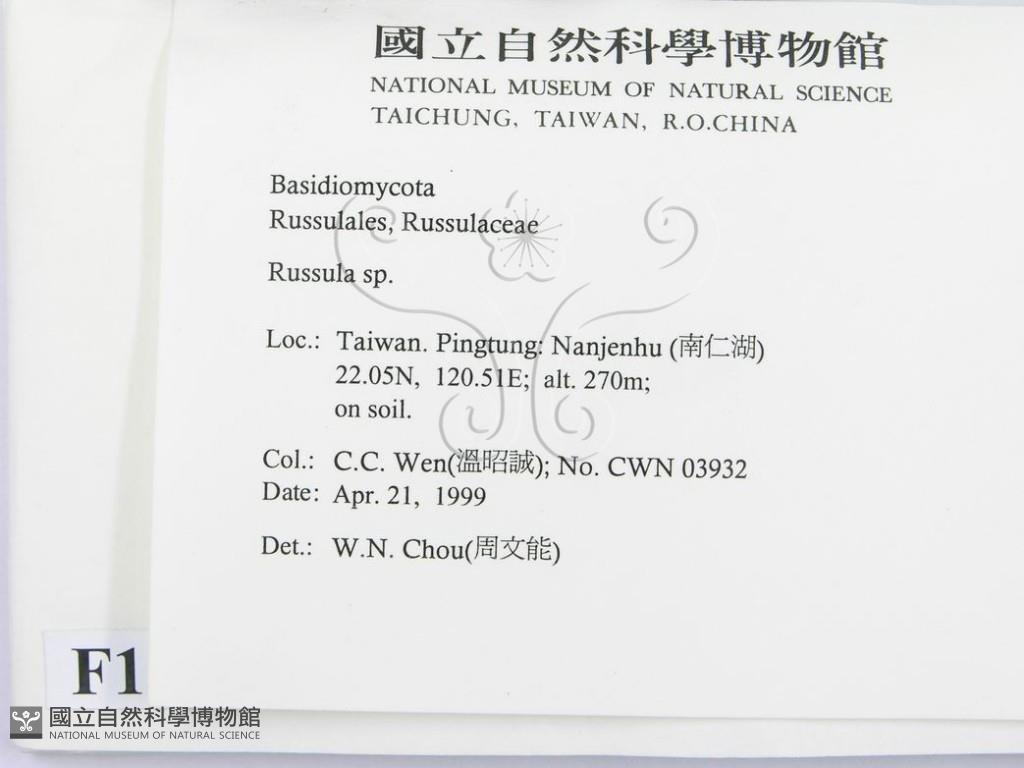 國立自然科學博物館
NATIONAL MUSEUM OF NATURAL SCIENCE
TAICHUNG, TAIWAN, R.O.CHINA
Basidiomycota
Russulales, Russulaceae
Russula sp.
Loc.: Taiwan. Pingtung: Nanjenhu (南仁湖)
22.05N, 120.51E; alt. 270m;
on soil.
Col.: C.C. Wen(溫昭誠); No. CWN 03932
Date: Apr. 21, 1999
Det.: W.N. Chou(周文能)
F1
國立自然科學博物館
NATIONAL MUSEUM OF NATURAL SCIENCE